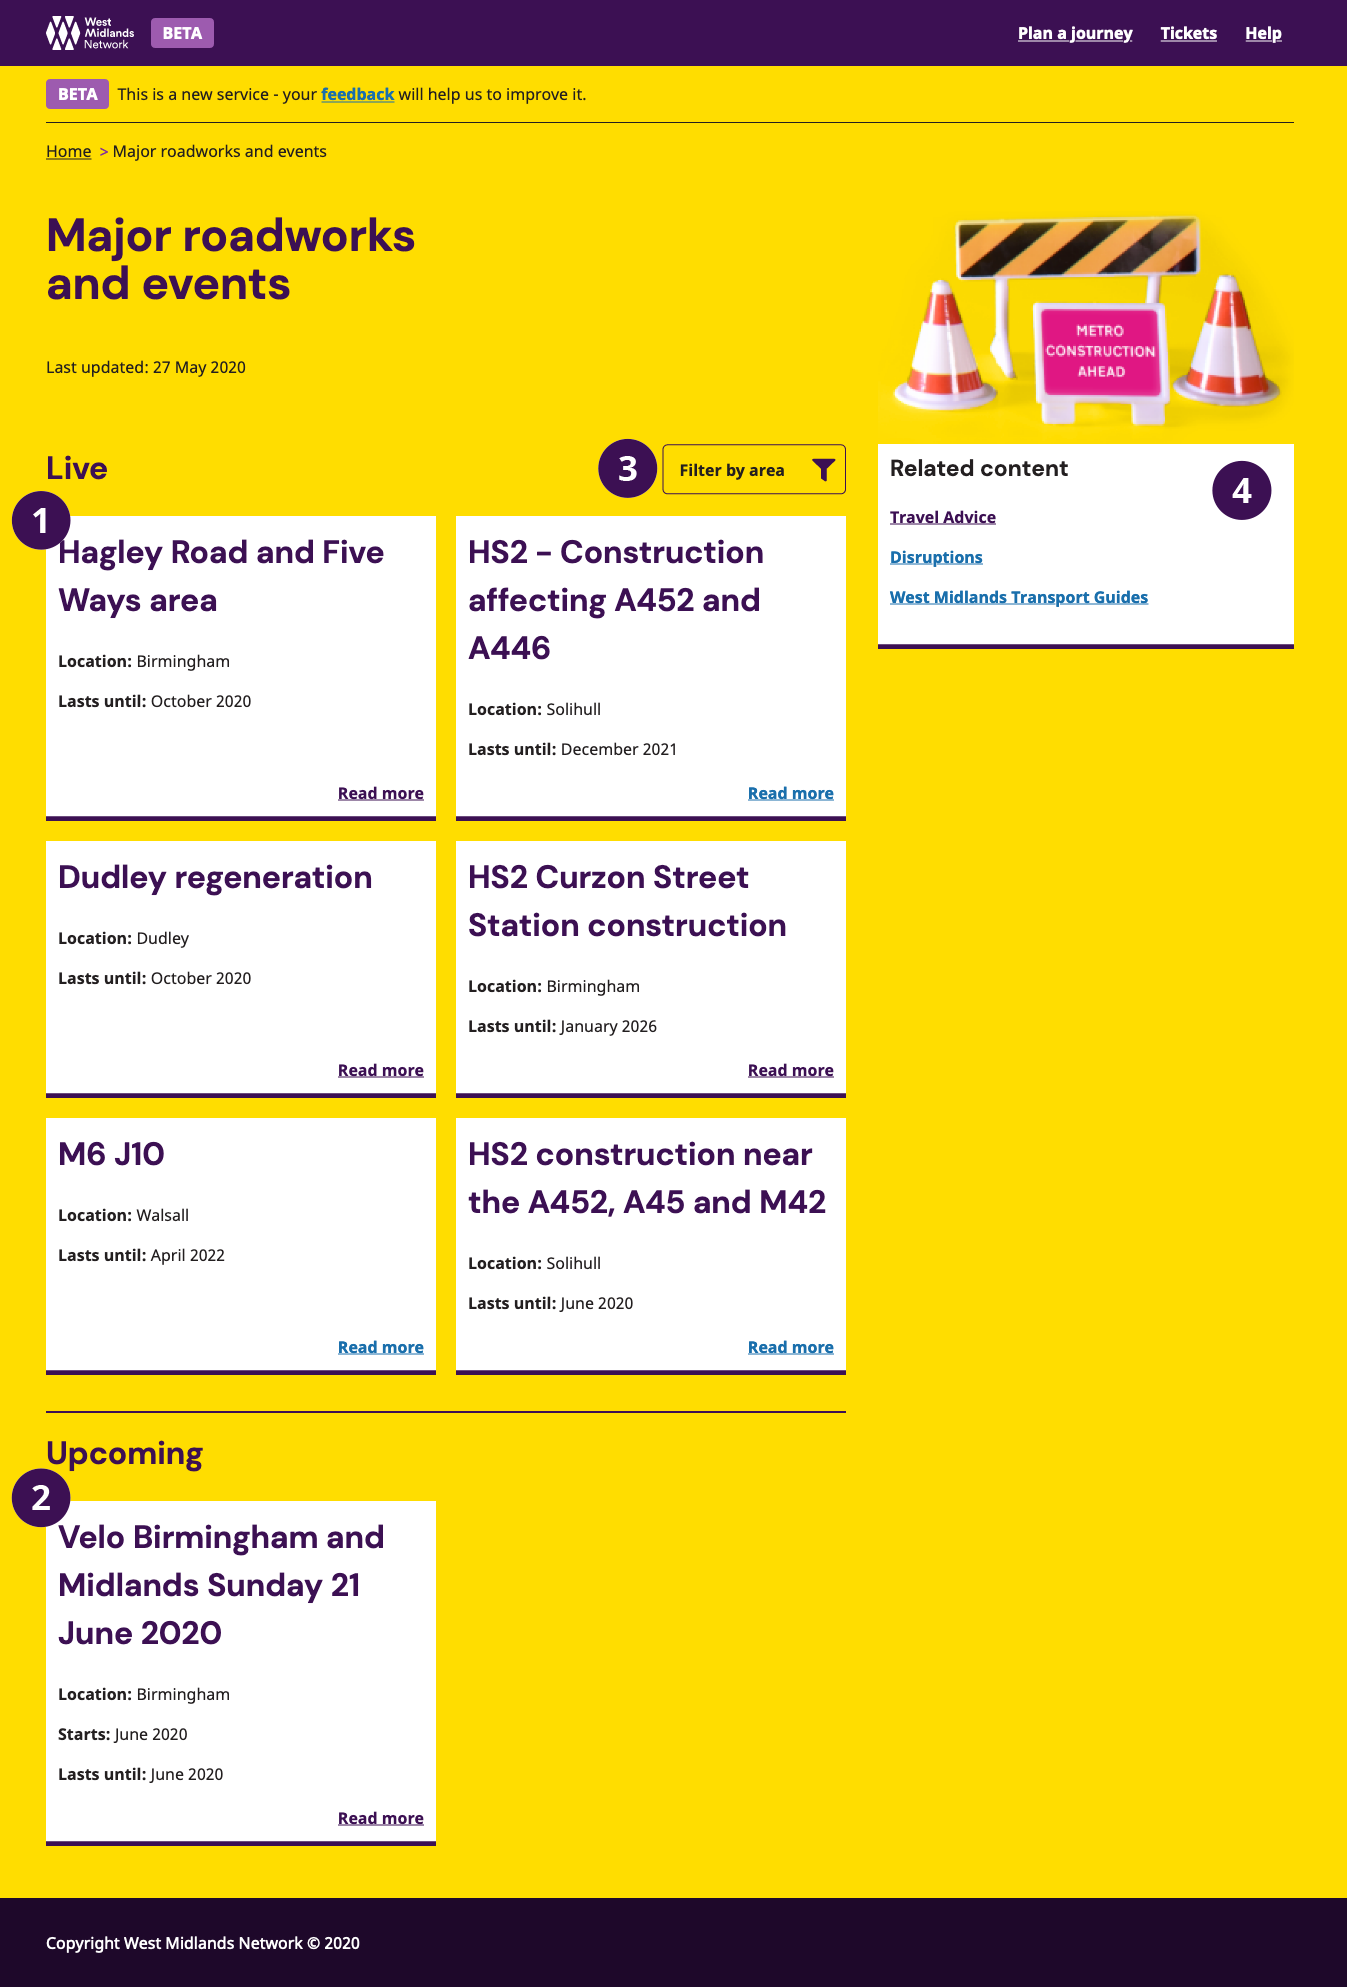 West
Midlands
Network
BETA
Plan a journey
Tickets
Help
BETA
This is a new service - your feedback will help us to improve it.
Home > Major roadworks and events
Major roadworks
and events
Last updated: 27 May 2020
METRO
CONSTRUCTION
AHEAD
Live
3
Filter by area
1
Hagley Road and Five
Ways area
Location: Birmingham
Lasts until: October 2020
Read more
HS2 - Construction
affecting A452 and
A446
Location: Solihull
Lasts until: December 2021
Read more
Dudley regeneration
Location: Dudley
Lasts until: October 2020
Read more
HS2 Curzon Street
Station construction
Location: Birmingham
Lasts until: January 2026
Read more
M6 J10
Location: Walsall
Lasts until: April 2022
Read more
HS2 construction near
the A452, A45 and M42
Location: Solihull
Lasts until: June 2020
Read more
Related content
4
Travel Advice
Disruptions
West Midlands Transport Guides
Upcoming
2
Velo Birmingham and
Midlands Sunday 21
June 2020
Location: Birmingham
Starts: June 2020
Lasts until: June 2020
Read more
Copyright West Midlands Network © 2020